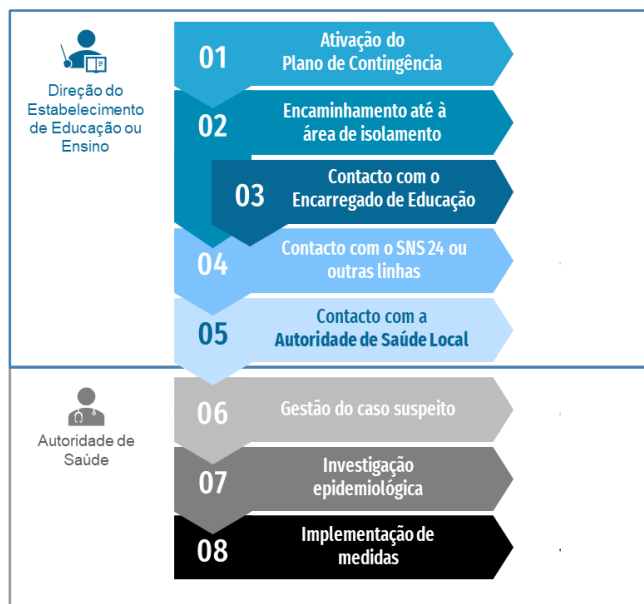 Direção do
Estabelecimento
de Educação ou
Ensino
01
Ativação do
Plano de Contingência
02
Encaminhamento até à
área de isolamento
03
Contacto com o
Encarregado de Educação
04
Contacto com o SNS 24 ou
outras linhas
05
Contacto com a
Autoridade de Saúde Local
Autoridade de
Saúde
06
Gestão do caso suspeito
07
Investigação
epidemiológica
08
Implementação de
medidas